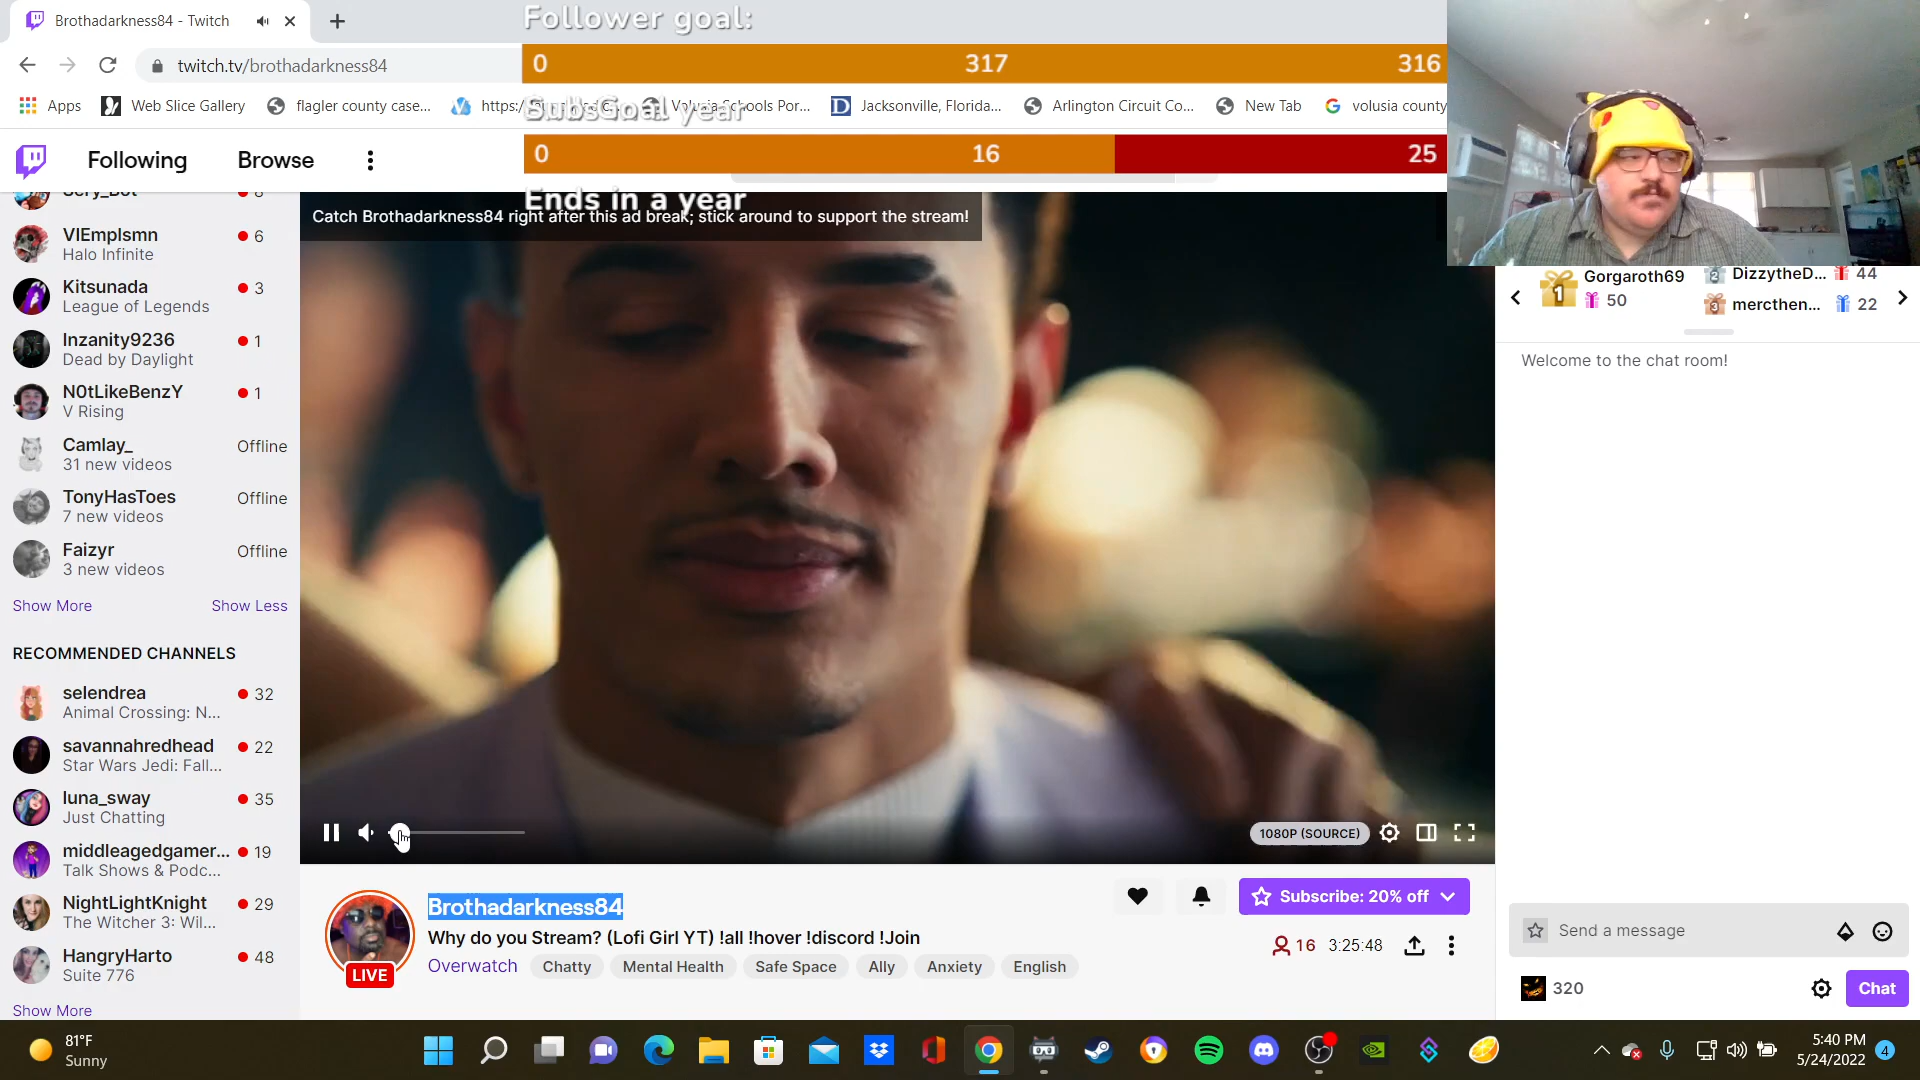 Brothadarkness84 - Twitch
Follower goal:
twitch.tv/brothadarkness84
0 317 316
Apps
Web Slice Gallery
flagler county case...
https:/
Volusia Schools Por...
Jacksonville, Florida...
Arlington Circuit Co...
New Tab
volusia county
SubsGoal year
0 16 25
Following
Browse
Ends in a year
Catch Brothadarkness84 right after this ad break; stick around to support the stream!
Sery_Bot 8
VIEmpIsmn 6
Halo Infinite
Kitsunada 3
League of Legends
Inzanity9236 1
Dead by Daylight
N0tLikeBenzY 1
V Rising
Camlay_ Offline
31 new videos
TonyHasToes Offline
7 new videos
Faizyr Offline
3 new videos
Show More Show Less
RECOMMENDED CHANNELS
selendrea 32
Animal Crossing: N...
savannahredhead 22
Star Wars Jedi: Fall...
luna_sway 35
Just Chatting
middleagedgamer... 19
Talk Shows & Podc...
NightLightKnight 29
The Witcher 3: Wil...
HangryHarto 48
Suite 776
Show More
1080P (SOURCE)
Brothadarkness84
Why do you Stream? (Lofi Girl YT) !all !hover !discord !Join
Overwatch Chatty Mental Health Safe Space Ally Anxiety English
LIVE
Subscribe: 20% off
16 3:25:48
1 Gorgaroth69
50
2 DizzytheD... 44
3 mercthen... 22
Welcome to the chat room!
Send a message
320
Chat
81°F
Sunny
5:40 PM
5/24/2022
4